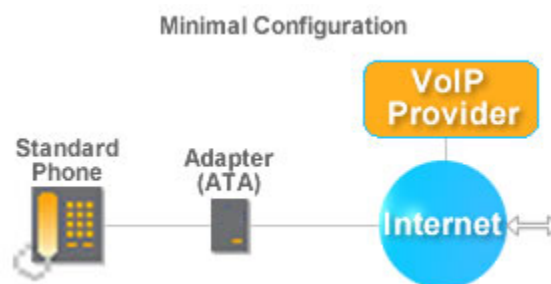 Minimal Configuration
VoIP
Provider
Standard
Phone
Adapter
(ATA)
Internet